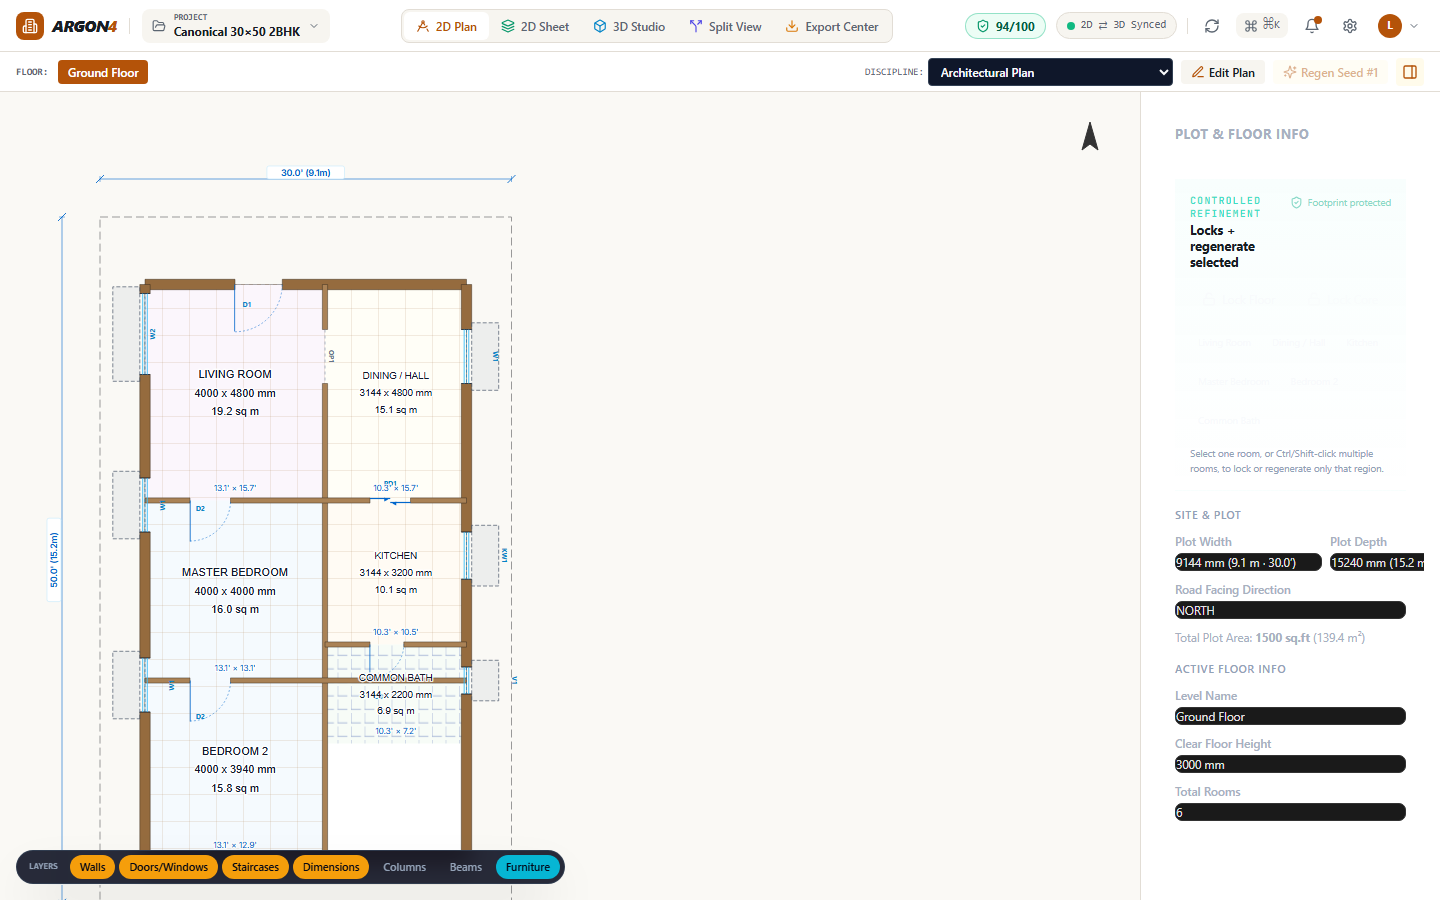 ARGON4
PROJECT
Canonical 30×50 2BHK
2D Plan
2D Sheet
3D Studio
Split View
Export Center
94/100
2D ⇄ 3D Synced
⌘ ⌘K
L
FLOOR:
Ground Floor
DISCIPLINE:
Architectural Plan
Edit Plan
Regen Seed #1
30.0' (9.1m)
50.0' (15.2m)
D1
W2
OP1
W1
LIVING ROOM
4000 x 4800 mm
19.2 sq m
13.1' × 15.7'
DINING / HALL
3144 x 4800 mm
15.1 sq m
10.3' × 15.7'
W1
D2
MASTER BEDROOM
4000 x 4000 mm
16.0 sq m
13.1' × 13.1'
KITCHEN
3144 x 3200 mm
10.1 sq m
10.3' × 10.5'
KW1
COMMON BATH
3144 x 2200 mm
6.9 sq m
10.3' × 7.2'
V1
W1
D2
BEDROOM 2
4000 x 3940 mm
15.8 sq m
13.1' × 12.9'
LAYERS
Walls
Doors/Windows
Staircases
Dimensions
Columns
Beams
Furniture
PLOT & FLOOR INFO
CONTROLLED
REFINEMENT
Footprint protected
Locks +
regenerate
selected
Select one room, or Ctrl/Shift-click multiple
rooms, to lock or regenerate only that region.
SITE & PLOT
Plot Width
Plot Depth
9144 mm (9.1 m · 30.0')
15240 mm (15.2 m
Road Facing Direction
NORTH
Total Plot Area: 1500 sq.ft (139.4 m²)
ACTIVE FLOOR INFO
Level Name
Ground Floor
Clear Floor Height
3000 mm
Total Rooms
6